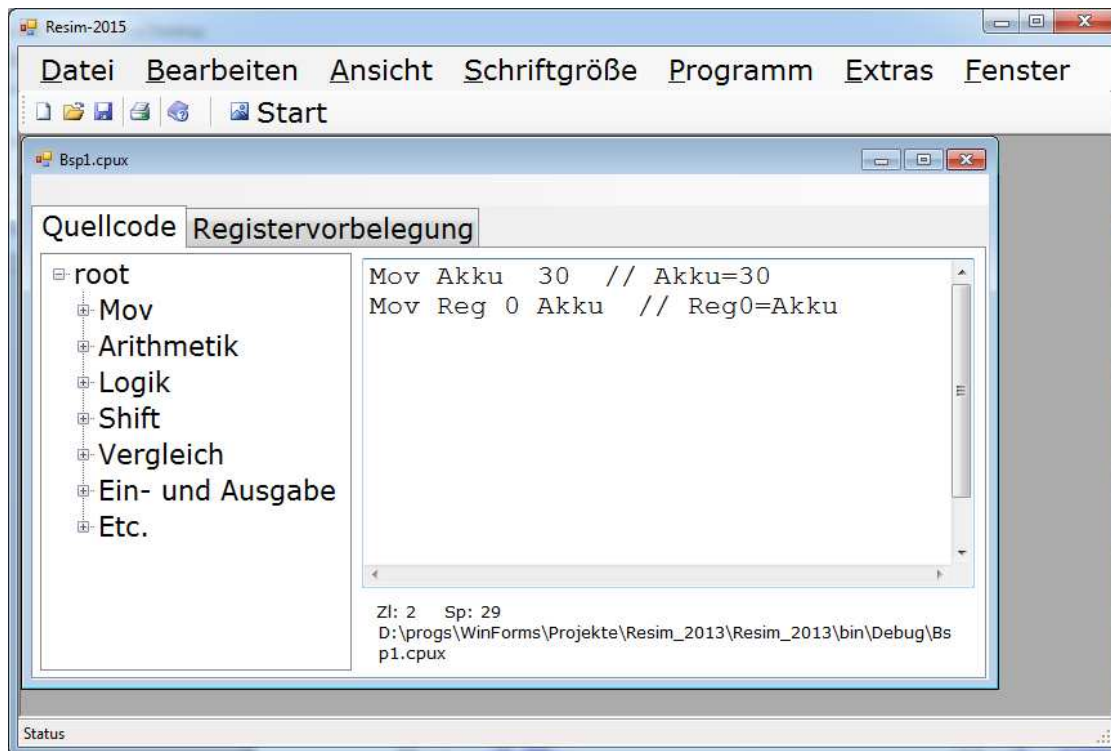 Resim-2015
Datei Bearbeiten Ansicht Schriftgröße Programm Extras Fenster
Start
Bsp1.cpux
Quellcode Registervorbelegung
root
Mov
Arithmetik
Logik
Shift
Vergleich
Ein- und Ausgabe
Etc.
Mov Akku  30  // Akku=30
Mov Reg 0 Akku  // Reg0=Akku
Zl: 2 Sp: 29
D:\progs\WinForms\Projekte\Resim_2013\Resim_2013\bin\Debug\Bs
p1.cpux
Status